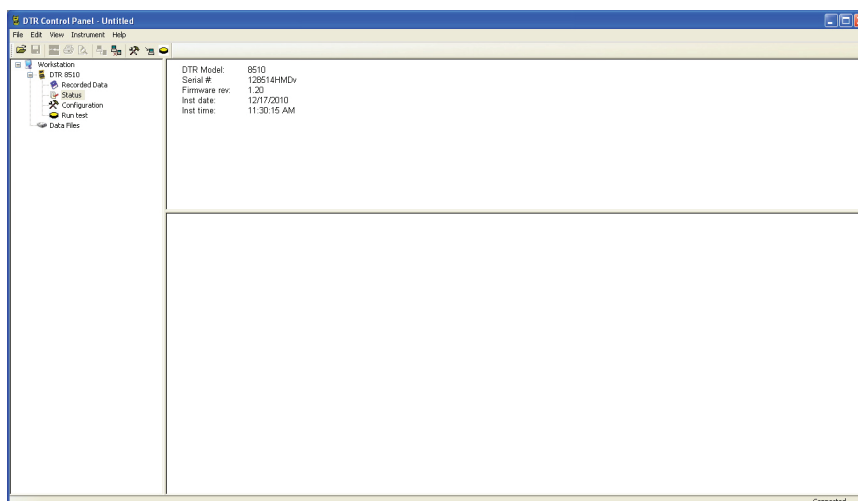 DTR Control Panel - Untitled
File Edit View Instrument Help
Workstation
DTR 8510
Recorded Data
Status
Configuration
Run test
Data Files
DTR Model: 8510
Serial #: 128514HMDv
Firmware rev: 1.20
Inst date: 12/17/2010
Inst time: 11:30:15 AM
Connected